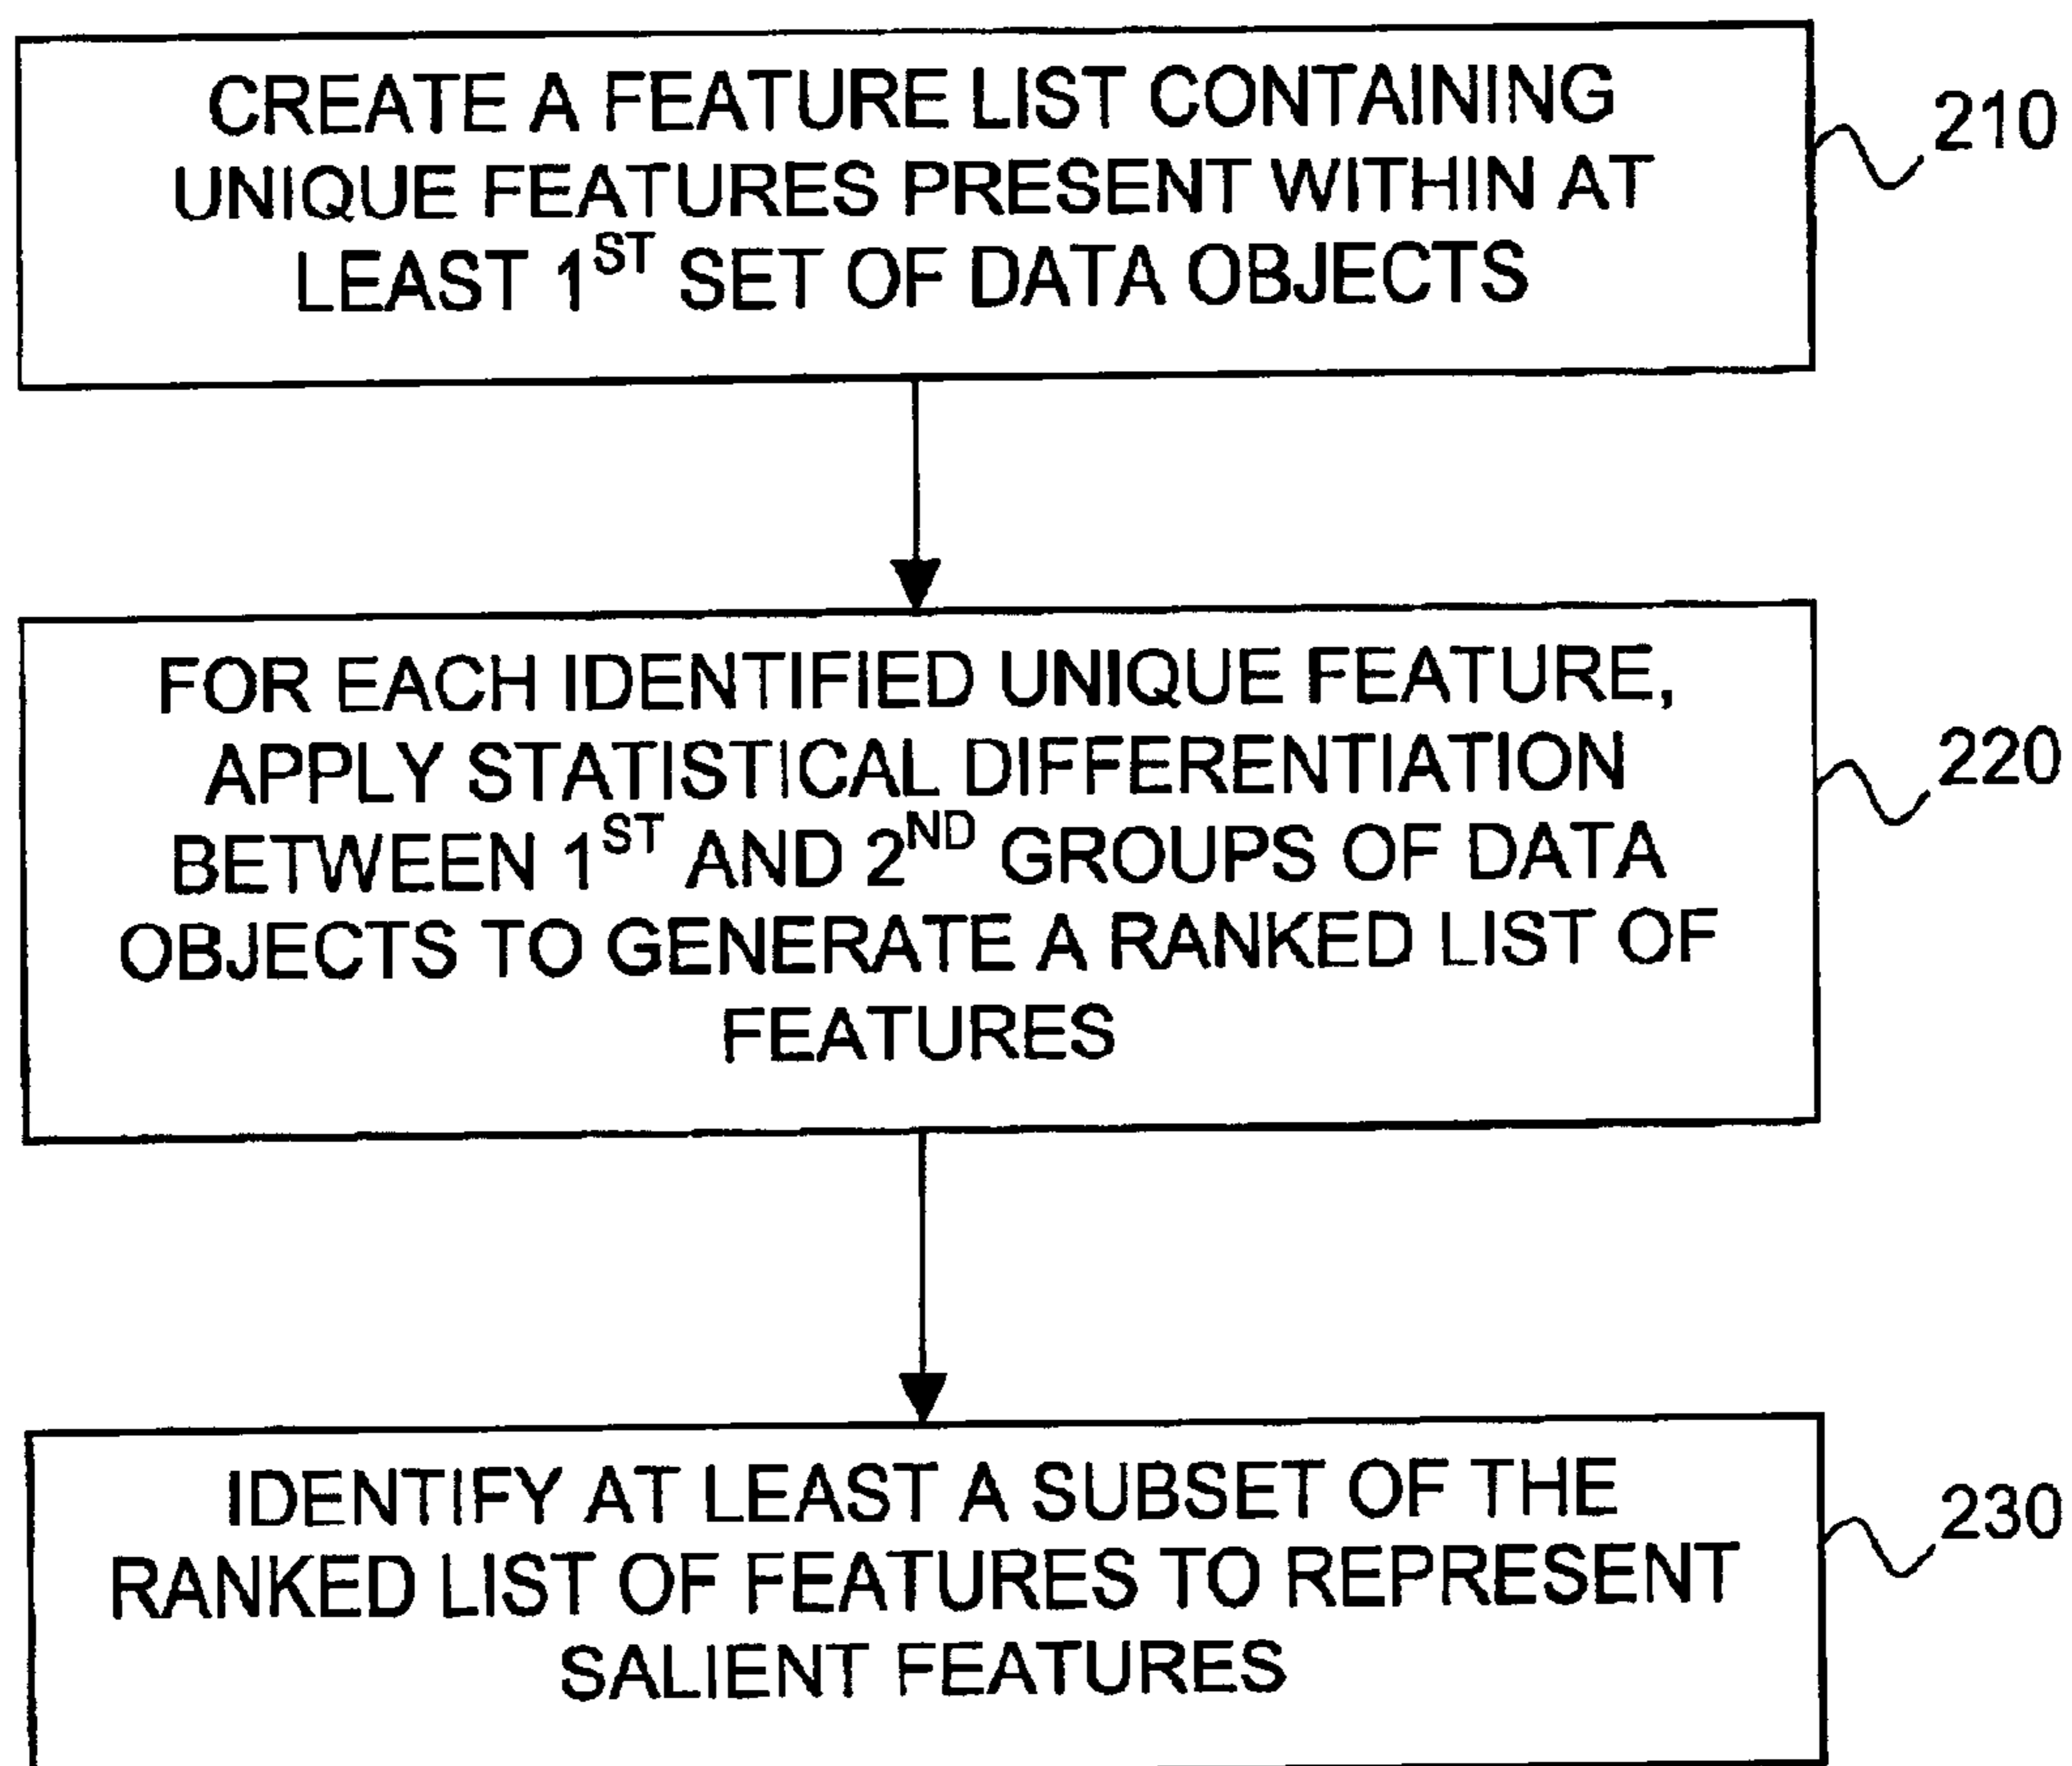 CREATE A FEATURE LIST CONTAINING
UNIQUE FEATURES PRESENT WITHIN AT
LEAST 1ST SET OF DATA OBJECTS
210
FOR EACH IDENTIFIED UNIQUE FEATURE,
APPLY STATISTICAL DIFFERENTIATION
BETWEEN 1ST AND 2ND GROUPS OF DATA
OBJECTS TO GENERATE A RANKED LIST OF
FEATURES
220
IDENTIFY AT LEAST A SUBSET OF THE
RANKED LIST OF FEATURES TO REPRESENT
SALIENT FEATURES
230